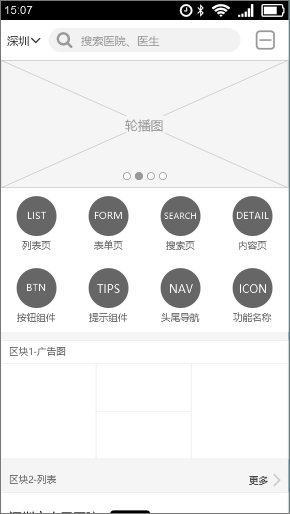 15:07
深圳 搜索医院、医生
轮播图
LIST FORM SEARCH DETAIL
列表页 表单页 搜索页 内容页
BTN TIPS NAV ICON
按钮组件 提示组件 头尾导航 功能名称
区块1-广告图
区块2-列表 更多